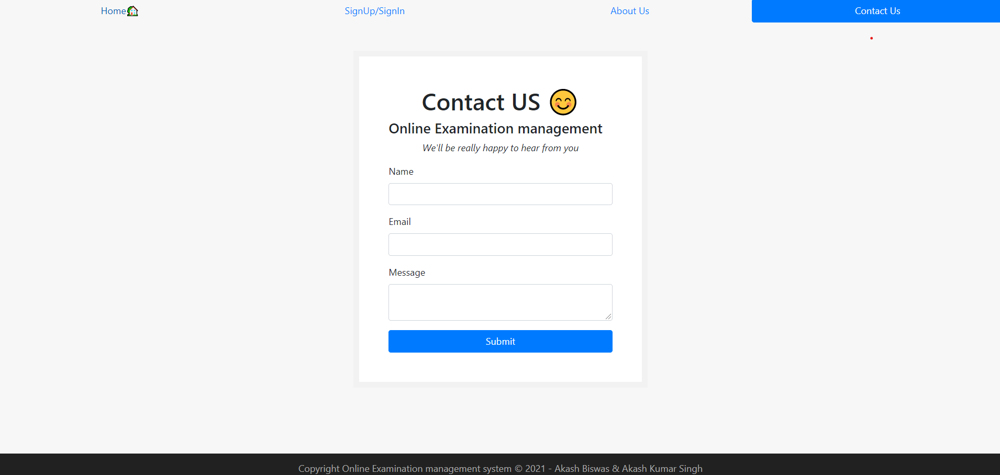 Home SignUp/SignIn About Us Contact Us
Contact US
Online Examination management
We'll be really happy to hear from you
Name
Email
Message
Submit
Copyright Online Examination management system © 2021 - Akash Biswas & Akash Kumar Singh